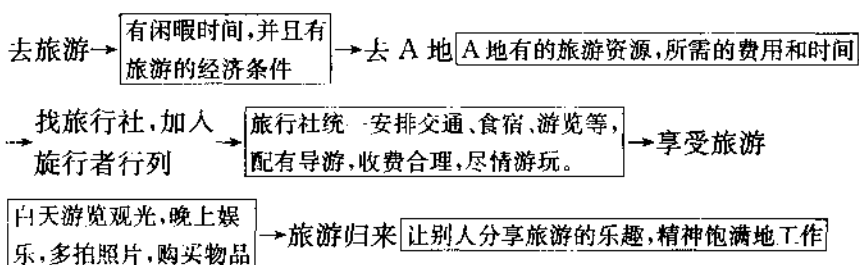 去旅游→有闲暇时间,并且有旅游的经济条件→去 A 地 A 地有的旅游资源,所需的费用和时间
→找旅行社,加入旅行者行列→旅行社统一安排交通、食宿、游览等,配有导游,收费合理,尽情游玩。→享受旅游
白天游览观光,晚上娱乐,多拍照片,购买物品→旅游归来 让别人分享旅游的乐趣,精神饱满地工作